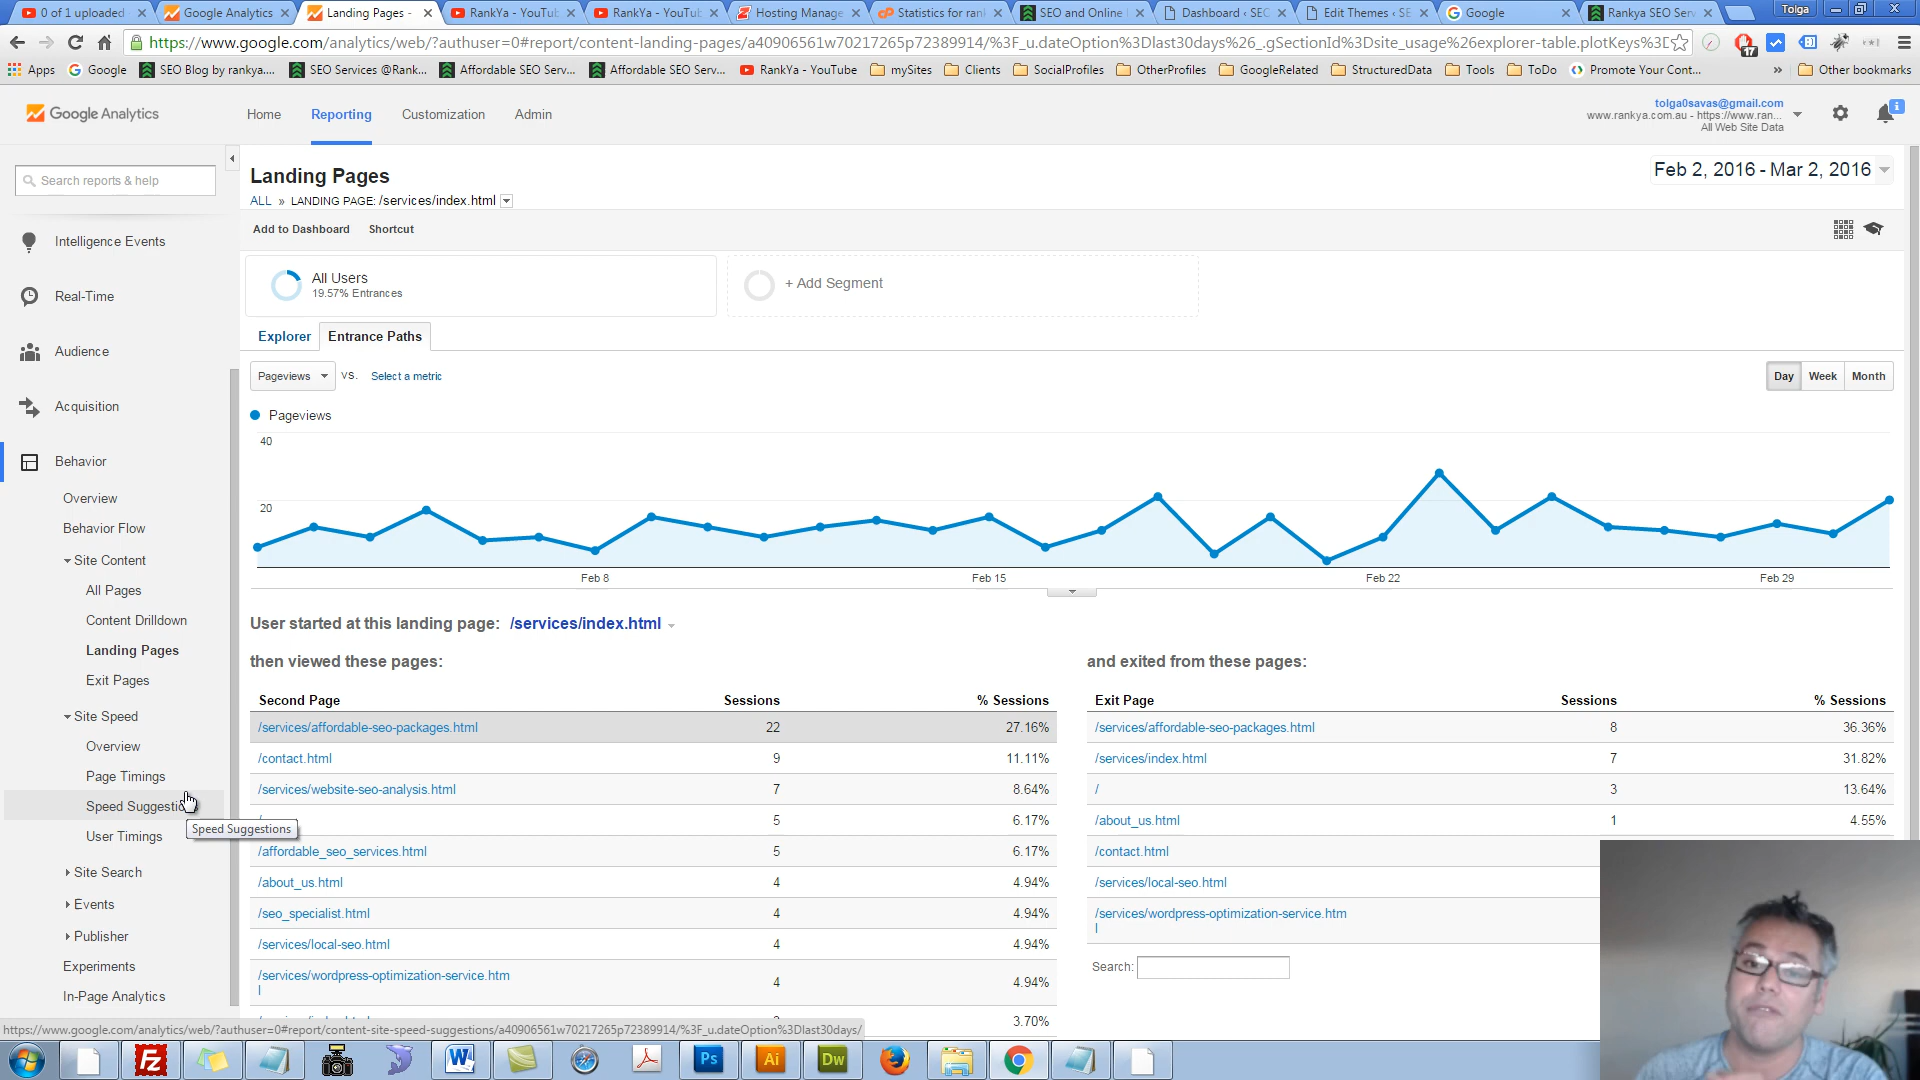 0 of 1 uploaded
Google Analytics
Landing Pages -
RankYa - YouTub
RankYa - YouTub
Hosting Manage
Statistics for rank
SEO and Online
Dashboard ‹ SEC
Edit Themes ‹ SE
Google
Rankya SEO Serv
Tolga
https://www.google.com/analytics/web/?authuser=0#report/content-landing-pages/a40906561w70217265p72389914/%3F_u.dateOption%3Dlast30days%26_.gSectionId%3Dsite_usage%26explorer-table.plotKeys%3D
17
Apps
Google
SEO Blog by rankya....
SEO Services @Rank...
Affordable SEO Serv...
Affordable SEO Serv...
RankYa - YouTube
mySites
Clients
SocialProfiles
OtherProfiles
GoogleRelated
StructuredData
Tools
ToDo
Promote Your Cont...
»
Other bookmarks
Google Analytics
Home
Reporting
Customization
Admin
tolga0savas@gmail.com
www.rankya.com.au - https://www.ran...
All Web Site Data
Search reports & help
Intelligence Events
Real-Time
Audience
Acquisition
Behavior
Overview
Behavior Flow
Site Content
All Pages
Content Drilldown
Landing Pages
Exit Pages
Site Speed
Overview
Page Timings
Speed Suggestio
Speed Suggestions
User Timings
Site Search
Events
Publisher
Experiments
In-Page Analytics
Landing Pages
Feb 2, 2016 - Mar 2, 2016
ALL » LANDING PAGE: /services/index.html
Add to Dashboard
Shortcut
All Users
19.57% Entrances
+ Add Segment
Explorer
Entrance Paths
Pageviews
VS.
Select a metric
Day
Week
Month
Pageviews
40
20
Feb 8
Feb 15
Feb 22
Feb 29
User started at this landing page: /services/index.html
then viewed these pages:
Second Page Sessions % Sessions
/services/affordable-seo-packages.html 22 27.16%
/contact.html 9 11.11%
/services/website-seo-analysis.html 7 8.64%
/ 5 6.17%
/affordable_seo_services.html 5 6.17%
/about_us.html 4 4.94%
/seo_specialist.html 4 4.94%
/services/local-seo.html 4 4.94%
/services/wordpress-optimization-service.htm
l 4 4.94%
3.70%
and exited from these pages:
Exit Page Sessions % Sessions
/services/affordable-seo-packages.html 8 36.36%
/services/index.html 7 31.82%
/ 3 13.64%
/about_us.html 1 4.55%
/contact.html
/services/local-seo.html
/services/wordpress-optimization-service.htm
l
Search:
https://www.google.com/analytics/web/?authuser=0#report/content-site-speed-suggestions/a40906561w70217265p72389914/%3F_u.dateOption%3Dlast30days/
Fz
W
Ps
Ai
Dw